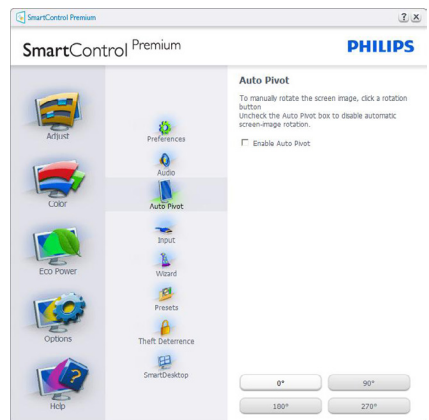 SmartControl Premium
SmartControl Premium
PHILIPS
Adjust
Color
Eco Power
Options
Help
Preferences
Audio
Auto Pivot
Input
Wizard
Presets
Theft Deterrence
SmartDesktop
Auto Pivot
To manually rotate the screen image, click a rotation
button
Uncheck the Auto Pivot box to disable automatic
screen-image rotation.
Enable Auto Pivot
0°
90°
180°
270°